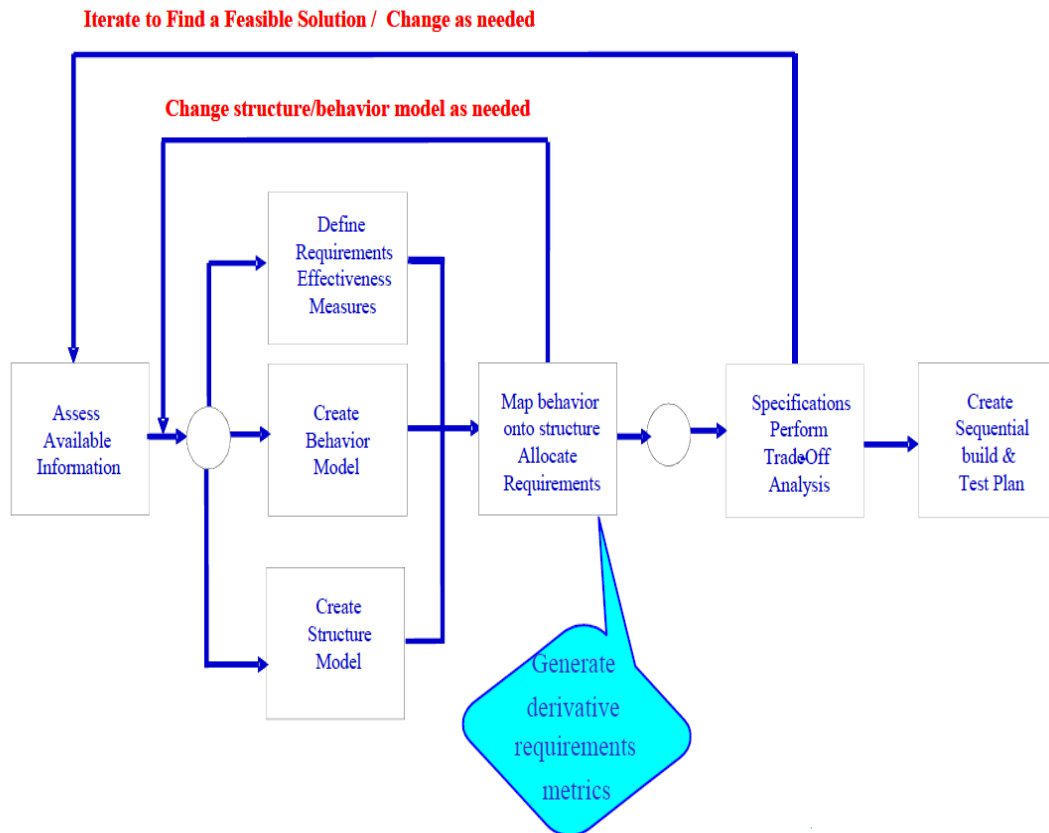 Iterate to Find a Feasible Solution / Change as needed
Change structure/behavior model as needed
Define
Requirements
Effectiveness
Measures
Assess
Available
Information
Create
Behavior
Model
Map behavior
onto structure
Allocate
Requirements
Specifications
Perform
Trade-Off
Analysis
Create
Sequential
build &
Test Plan
Create
Structure
Model
Generate
derivative
requirements
metrics